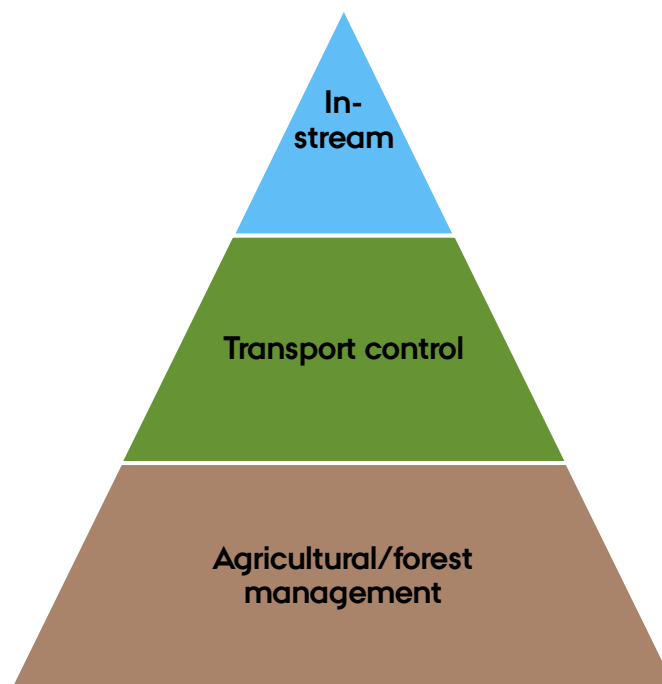 In-
stream
Transport control
Agricultural/forest
management